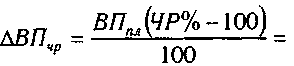 ΔВП_чр = ВП_пл(ЧР% − 100) / 100 =